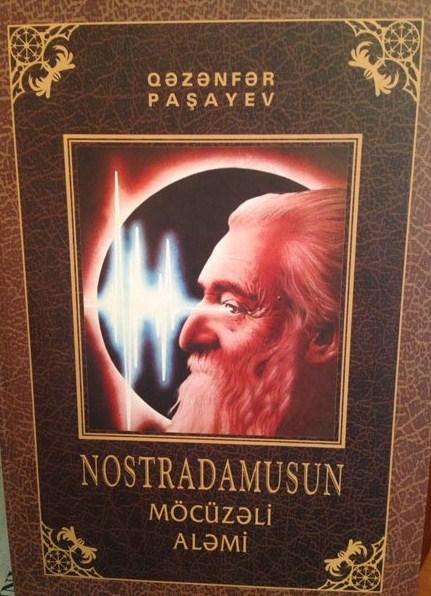 QƏZƏNFƏR
PAŞAYEV
NOSTRADAMUSUN
MÖCÜZƏLİ
ALƏMİ